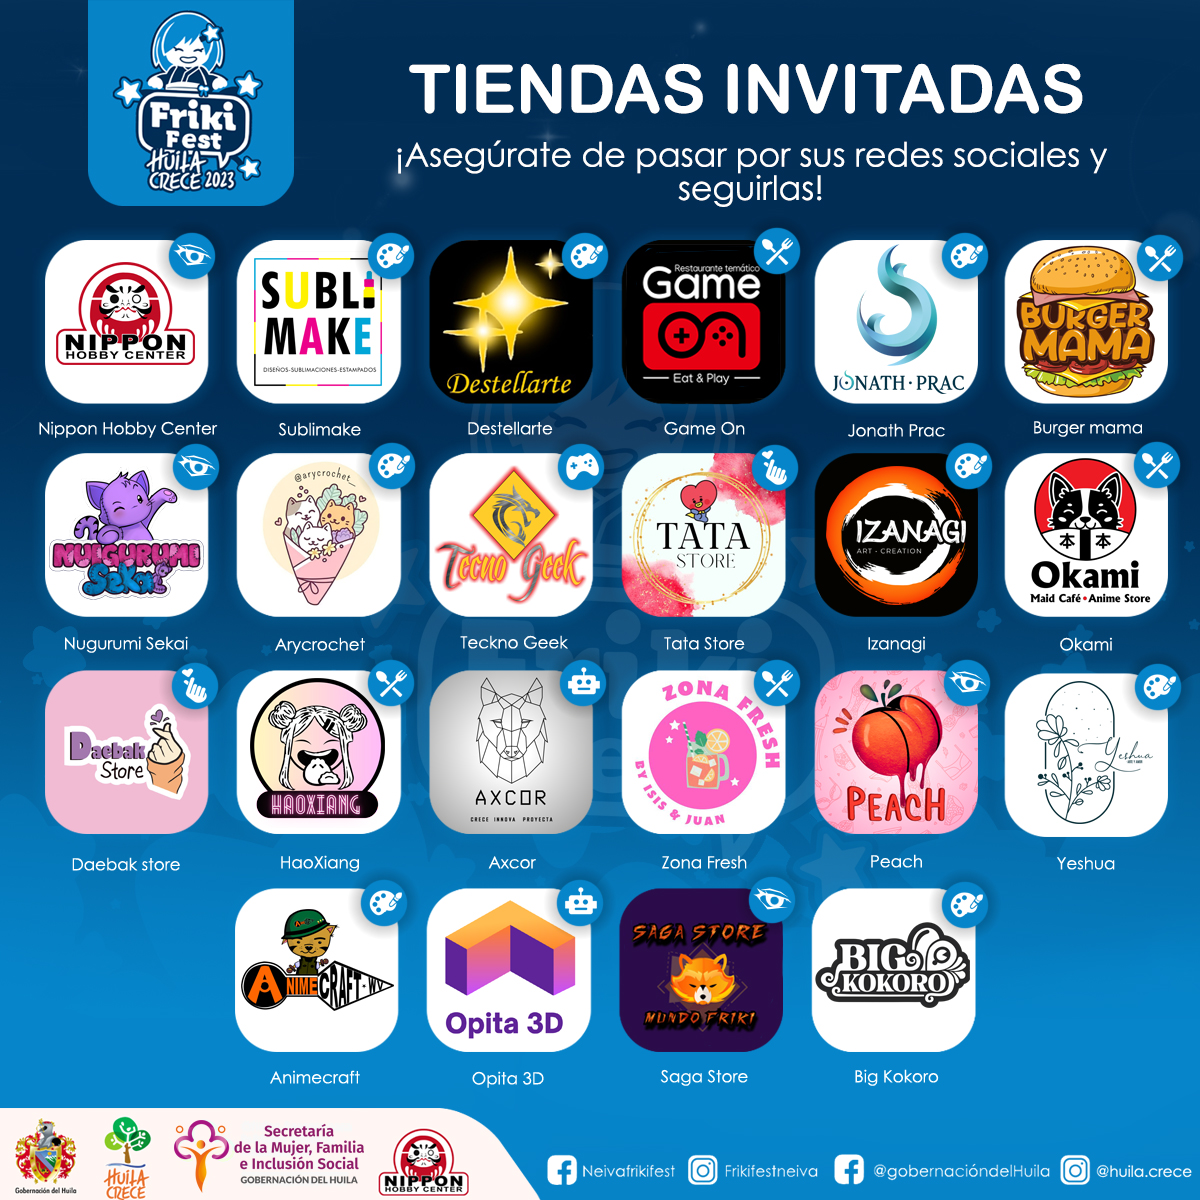 Friki
Fest
HUILA
CRECE 2023
TIENDAS INVITADAS
¡Asegúrate de pasar por sus redes sociales y
seguirlas!
NIPPON
HOBBY CENTER
SUBLI
MAKE
DISEÑOS-SUBLIMACIONES-ESTAMPADOS
Destellarte
Restaurante temático
Game
on
Eat & Play
JONATH·PRAC
BURGER
MAMA
Nippon Hobby Center
Sublimake
Destellarte
Game On
Jonath Prac
Burger mama
NUIGURUMI
Sekai
@arycrochet_
Tecno Geek
TATA
STORE
IZANAGI
ART - CREATION
本 本
Okami
Maid Café•Anime Store
Nugurumi Sekai
Arycrochet
Teckno Geek
Tata Store
Izanagi
Okami
Daebak
Store
HAOXIANG
AXCOR
CRECE INNOVA PROYECTA
ZONA FRESH
BY ISIS & JUAN
PEACH
Yeshua
Daebak store
HaoXiang
Axcor
Zona Fresh
Peach
Yeshua
ANIMECRAFT-WV
Opita 3D
SAGA STORE
MUNDO FRIKI
BIG
KOKORO
Animecraft
Opita 3D
Saga Store
Big Kokoro
Gobernación del Huila
HUILA
CRECE
Secretaría
de la Mujer, Familia
e Inclusión Social
GOBERNACIÓN DEL HUILA
NIPPON
HOBBY CENTER
Neivafrikifest
Frikifestneiva
@gobernacióndelHuila
@huila.crece